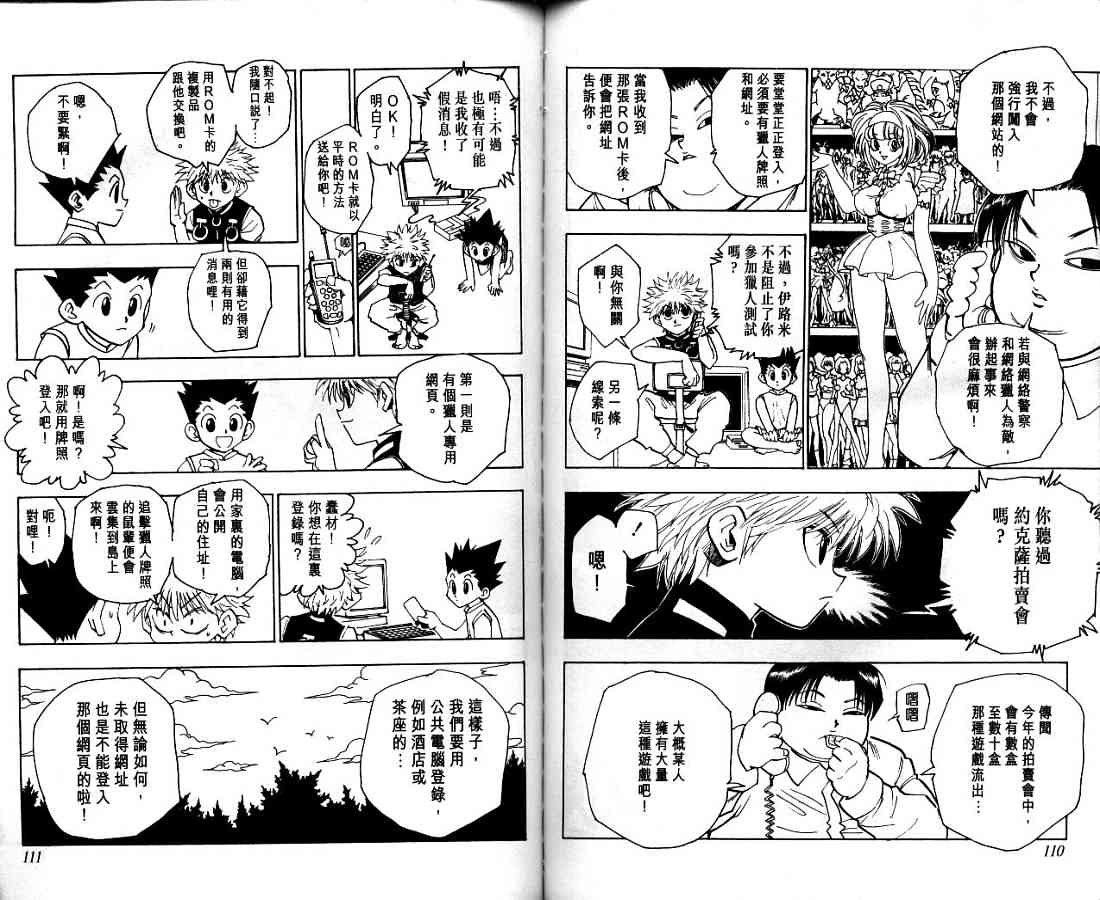 不過，
我不會
強行闖入
那個網站的！
若與網絡警察
和網絡獵人為敵，
辦起事來
會很麻煩啊！
要堂堂正正登入，
必須要有獵人牌照
和網址。
當我收到
那張ROM卡後，
便會把網址
告訴你。
不過，伊路米
不是阻止了你
參加獵人測試
嗎？
與你無關
啊！
另一條
線索呢？
你聽過
約克薩拍賣會
嗎？
！
嗯！
傳聞
今年的拍賣會中，
會有數盒
至數十盒
那種遊戲流出…
嚼嚼
大概某人
擁有大量
這種遊戲吧！
110
唔…不過
也極有可能
是我收了
假消息！
OK！
明白了！
ROM卡就以
平時的方法
送給你吧！
嘟
對不起！
我隨口說了…
用ROM卡的
複製品
跟他交換吧。
嗯，
不要緊啊！
但卻藉它得到
兩則有用的
消息哩！
第一則是
有個獵人專用
網頁。
啊！是嗎？
那就用牌照
登入吧！
蠢材！
你想在這裏
登錄嗎？
用家裏的電腦，
會公開
自己的住址！
追擊獵人牌照
的鼠輩便會
雲集到島上
來啊！
呃！
對哩！
這樣子，
我們要用
公共電腦登錄，
例如酒店或
茶座的…
但無論如何，
未取得網址
也是不能登入
那個網頁的啦！
111